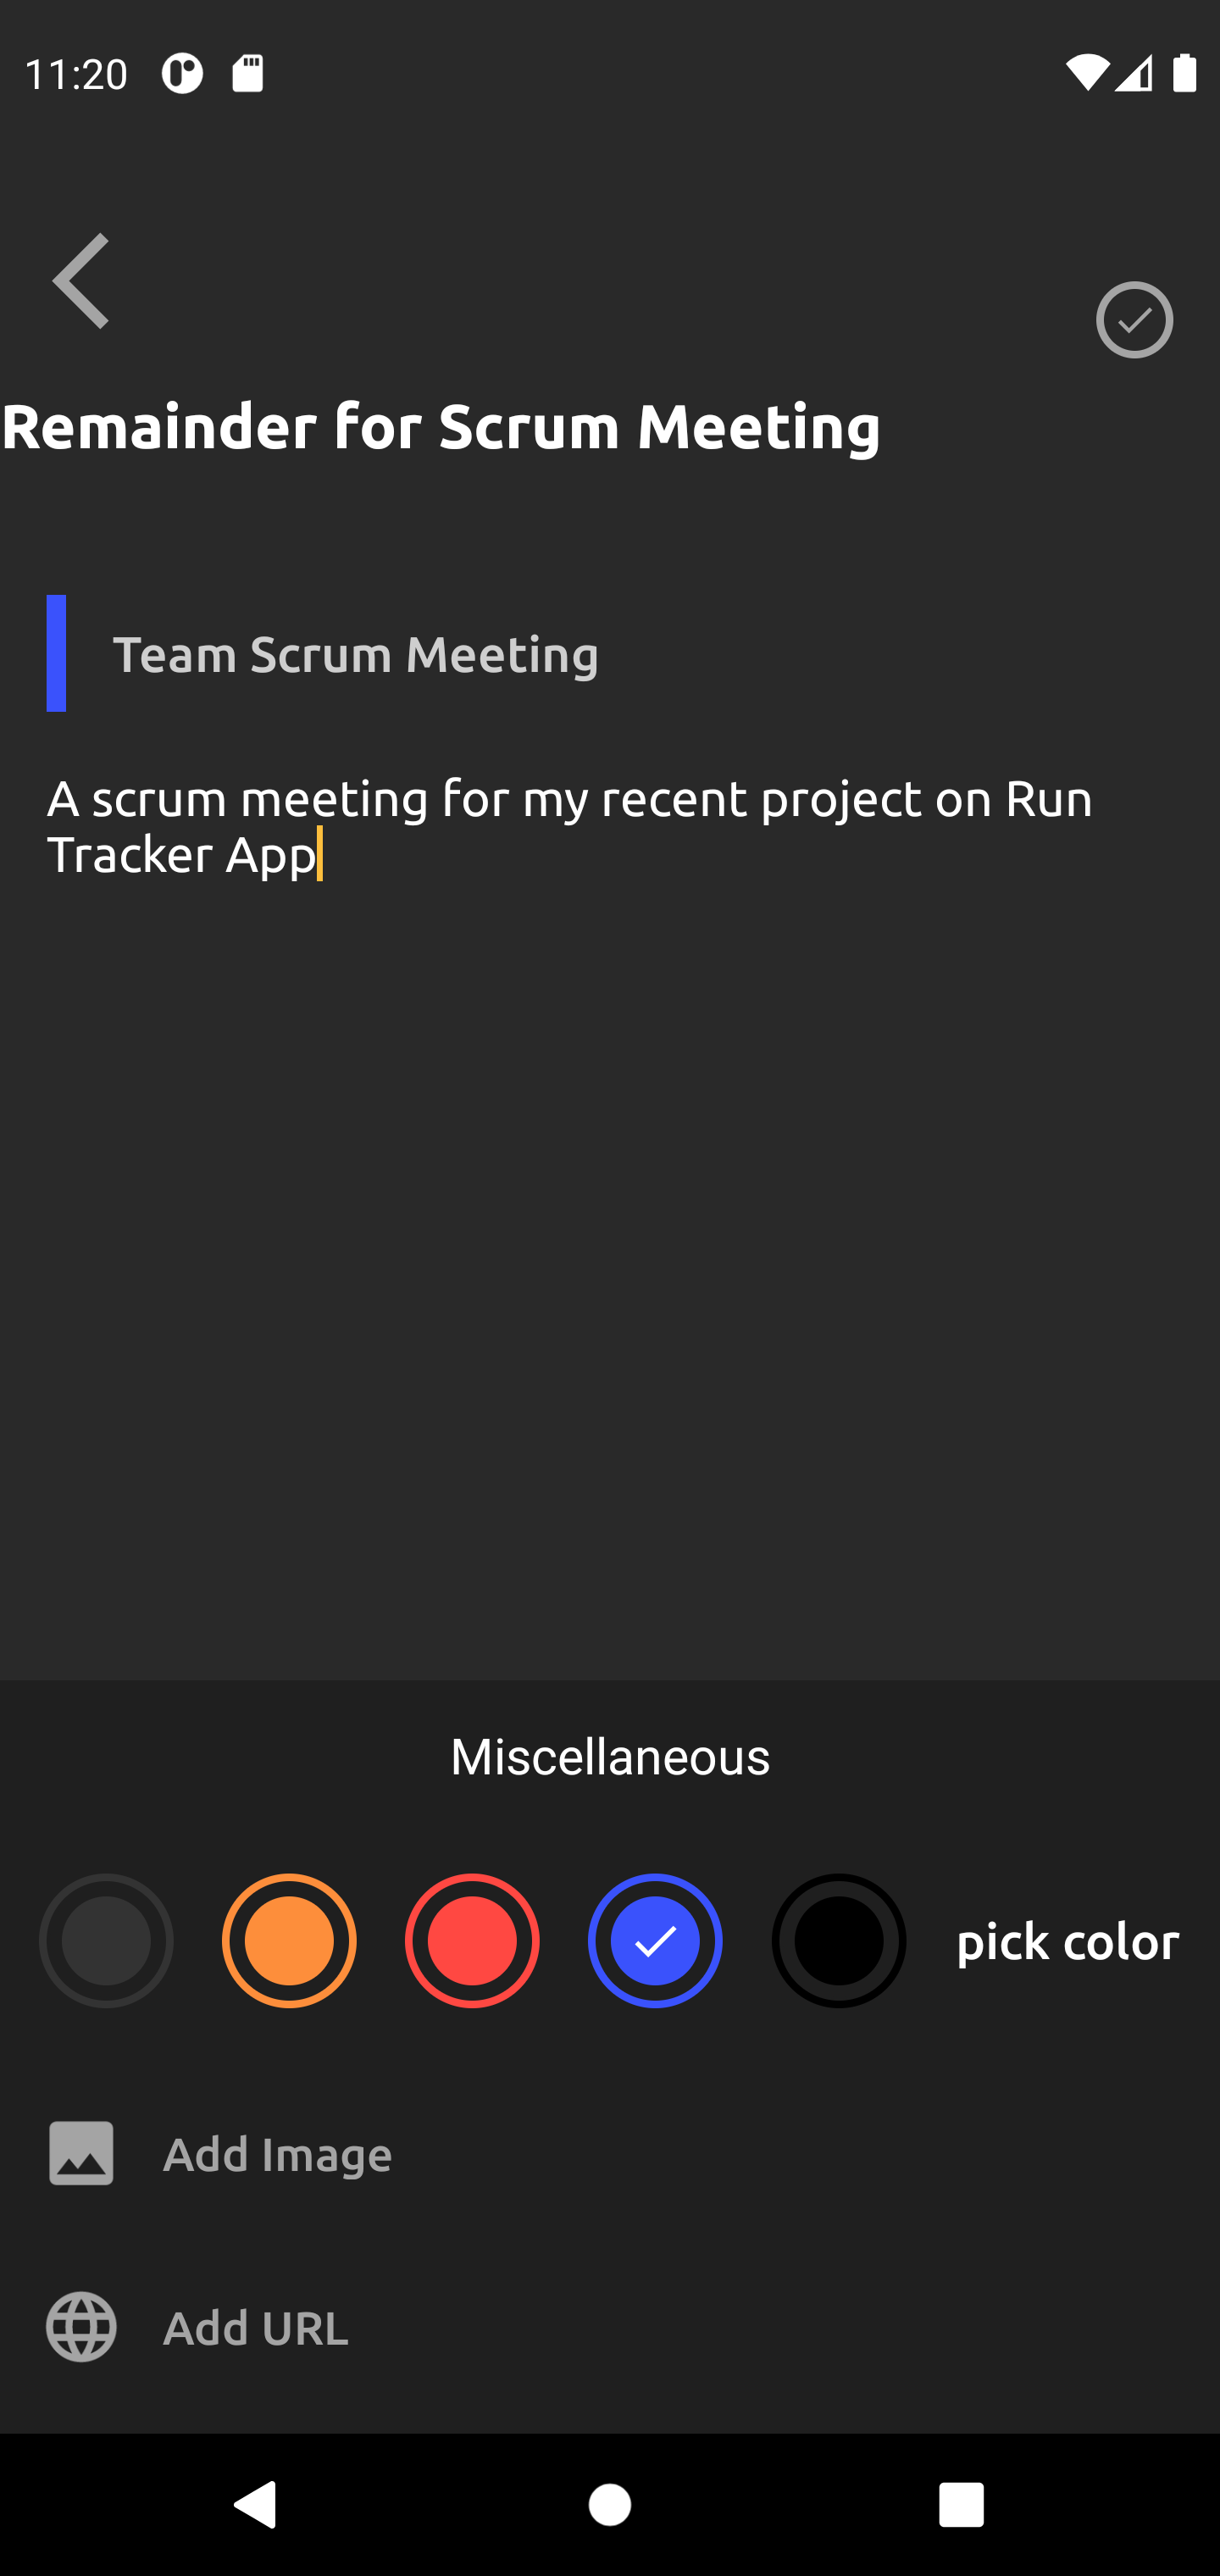 11:20
Remainder for Scrum Meeting
Team Scrum Meeting
A scrum meeting for my recent project on Run
Tracker App
Miscellaneous
pick color
Add Image
Add URL